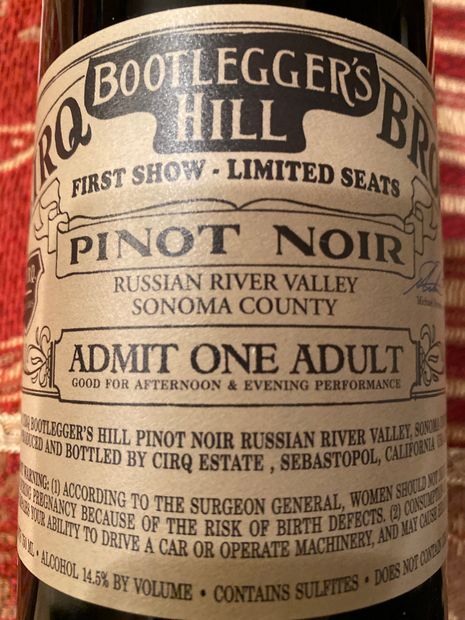 BOOTLEGGER'S
HILL
FIRST SHOW - LIMITED SEATS
PINOT NOIR
RUSSIAN RIVER VALLEY
SONOMA COUNTY
ADMIT ONE ADULT
GOOD FOR AFTERNOON & EVENING PERFORMANCE
BOOTLEGGER'S HILL PINOT NOIR RUSSIAN RIVER VALLEY, SONOMA
AND BOTTLED BY CIRQ ESTATE , SEBASTOPOL, CALIFORNIA
WARNING: (1) ACCORDING TO THE SURGEON GENERAL, WOMEN SHOULD NOT
PREGNANCY BECAUSE OF THE RISK OF BIRTH DEFECTS. (2)
YOUR ABILITY TO DRIVE A CAR OR OPERATE MACHINERY, AND MAY CAUSE
ML • ALCOHOL 14.5% BY VOLUME • CONTAINS SULFITES • DOES NOT CONTAIN